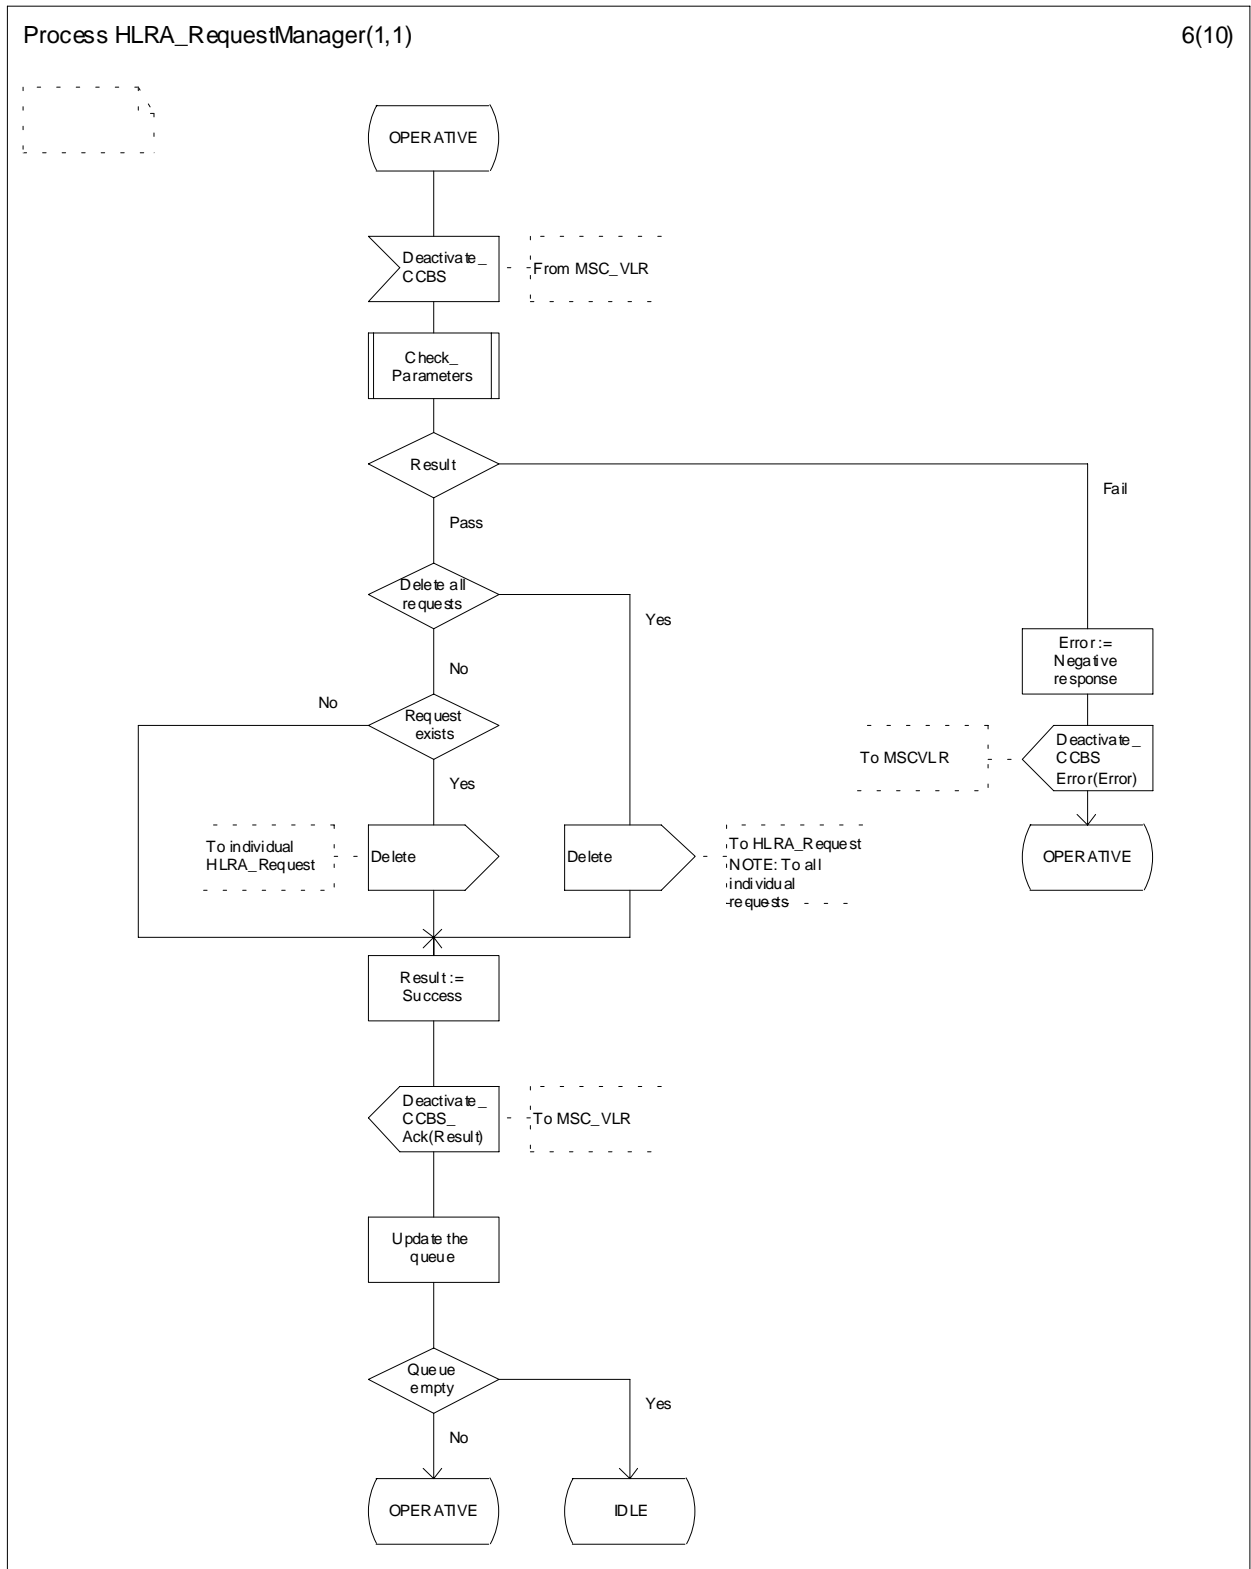 Process HLRA_RequestManager(1,1)
6(10)
OPERATIVE
Deactivate_
CCBS
From MSC_VLR
Check_
Parameters
Result
Fail
Pass
Delete all
requests
Yes
No
Error :=
Negative
response
No
Request
exists
Yes
To MSCVLR
Deactivate_
CCBS
Error(Error)
To individual
HLRA_Request
Delete
Delete
To HLRA_Request
NOTE: To all
individual
requests
OPERATIVE
Result :=
Success
Deactivate_
CCBS_
Ack(Result)
To MSC_VLR
Update the
queue
Queue
empty
Yes
No
OPERATIVE
IDLE